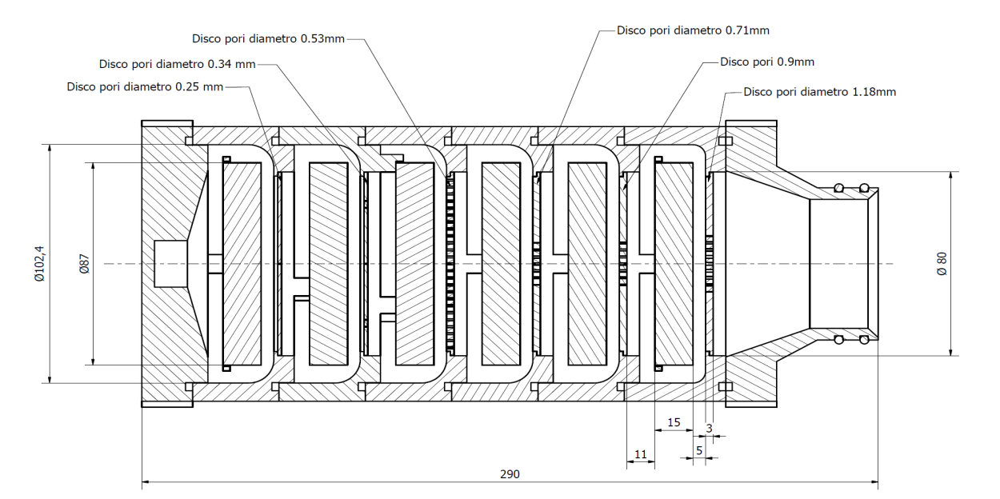 Disco pori diametro 0.71mm
Disco pori diametro 0.53mm
Disco pori diametro 0.34 mm
Disco pori 0.9mm
Disco pori diametro 0.25 mm
Disco pori diametro 1.18mm
Ø102,4
Ø87
Ø 80
15
3
11
5
290